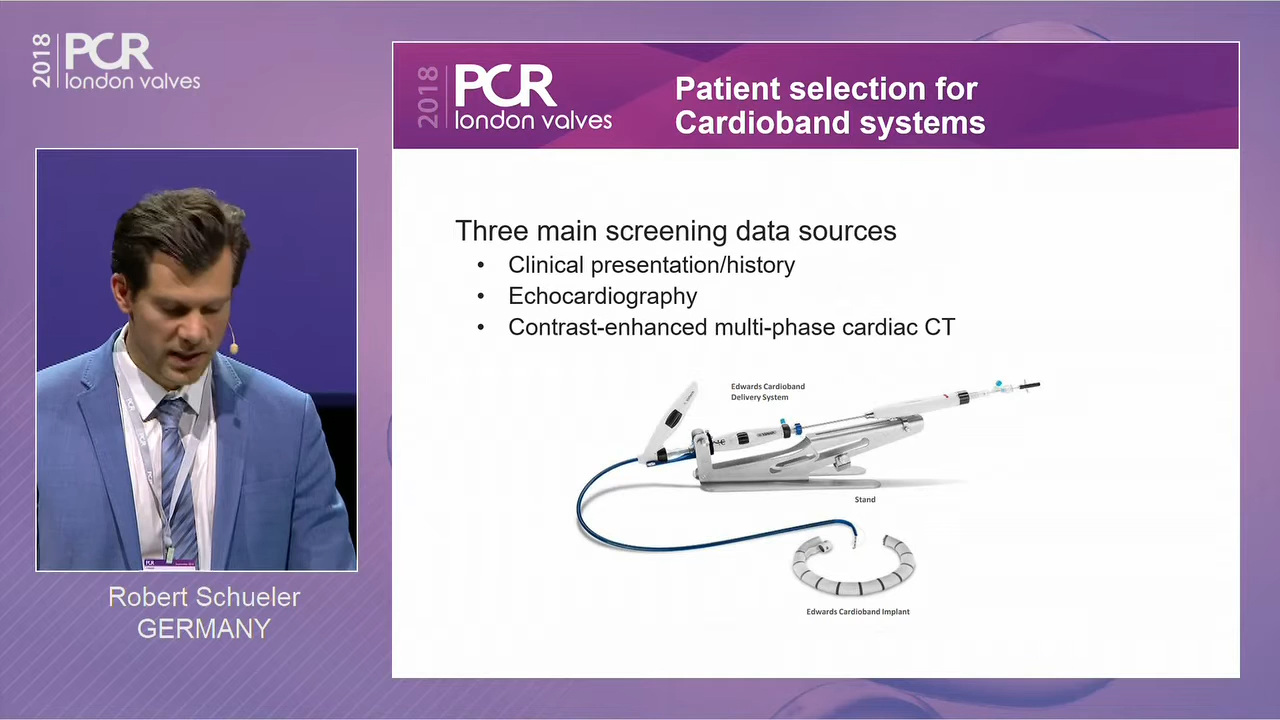 2018 PCR
london valves
2018 PCR
london valves
Patient selection for
Cardioband systems
Three main screening data sources
• Clinical presentation/history
• Echocardiography
• Contrast-enhanced multi-phase cardiac CT
Edwards Cardioband
Delivery System
Stand
Edwards Cardioband Implant
PCR
Robert Schueler
GERMANY